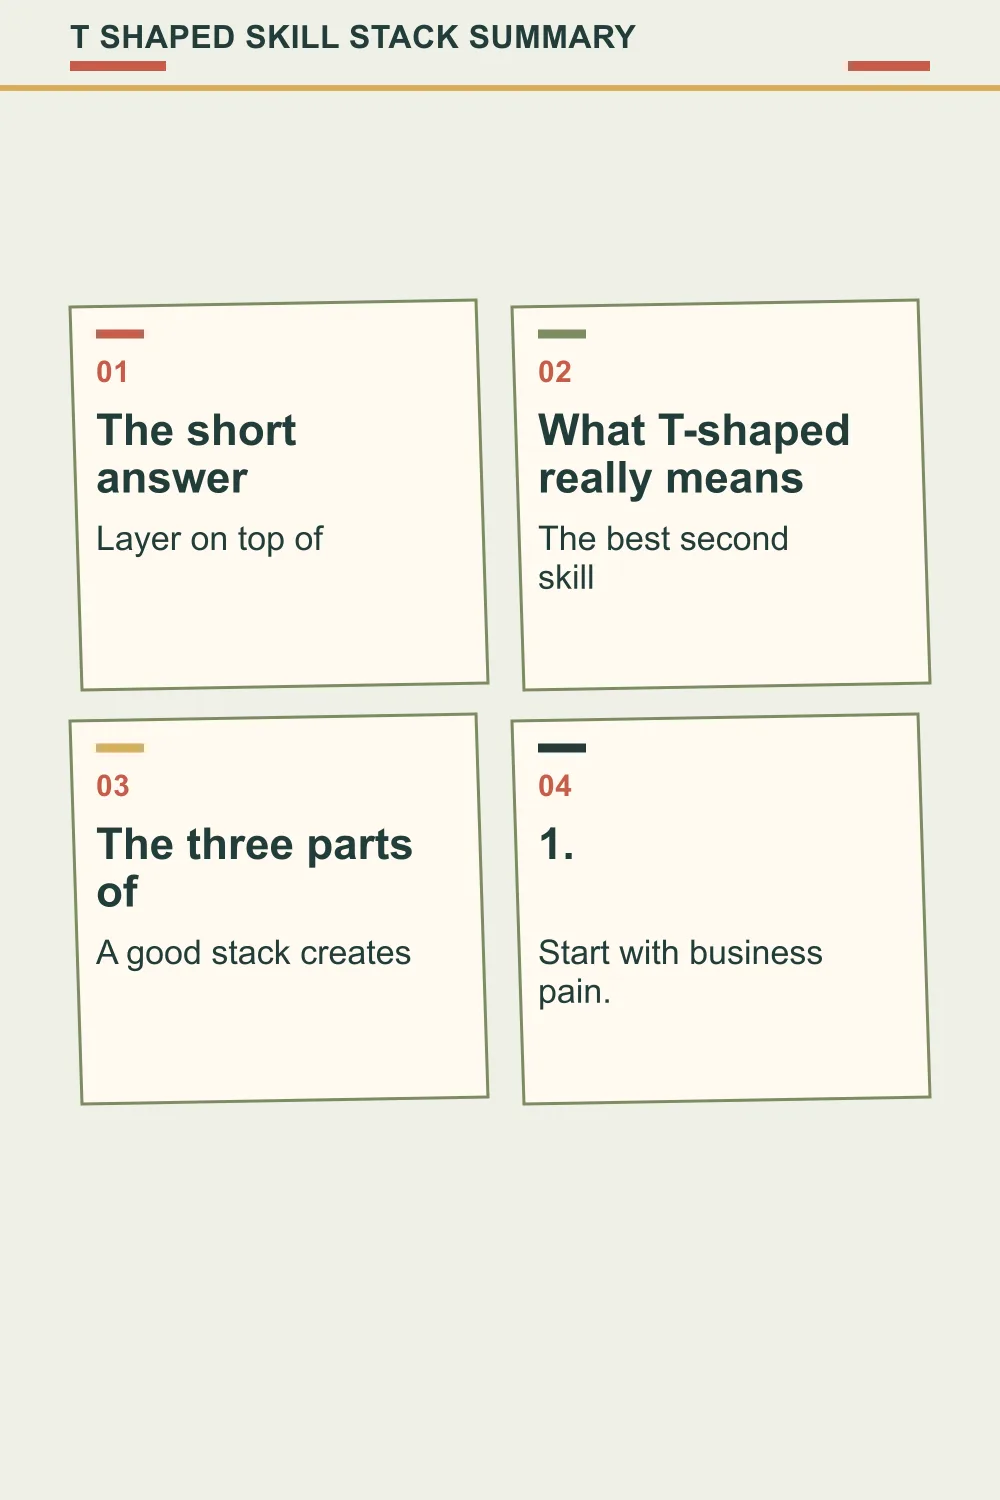 T SHAPED SKILL STACK SUMMARY
01
The short
answer
Layer on top of
02
What T-shaped
really means
The best second
skill
03
The three parts
of
A good stack creates
04
1.
Start with business
pain.